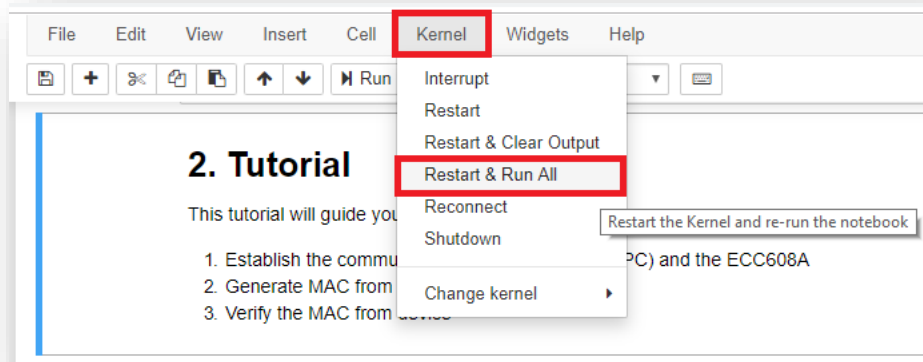 File Edit View Insert Cell Kernel Widgets Help
Run
Interrupt
Restart
Restart & Clear Output
Restart & Run All
Reconnect
Shutdown
Change kernel
Restart the Kernel and re-run the notebook
2. Tutorial
This tutorial will guide you
1. Establish the commu PC) and the ECC608A
2. Generate MAC from
3. Verify the MAC from device